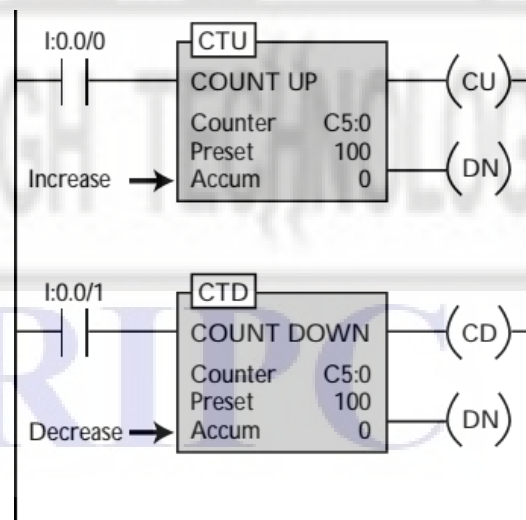 I:0.0/0
CTU
COUNT UP
CU
Counter C5:0
Preset 100
DN
Increase
Accum 0
I:0.0/1
CTD
COUNT DOWN
CD
Counter C5:0
Preset 100
DN
Decrease
Accum 0
RIPC